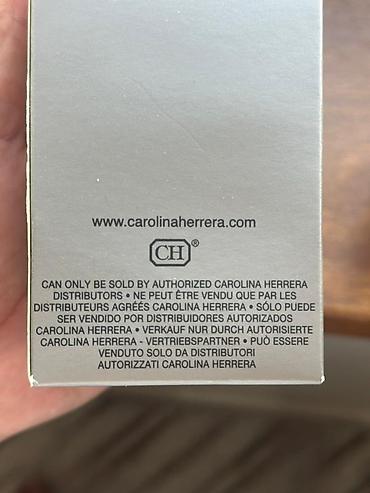 www.carolinaherrera.com
CH®
CAN ONLY BE SOLD BY AUTHORIZED CAROLINA HERRERA
DISTRIBUTORS • NE PEUT ÊTRE VENDU QUE PAR LES
DISTRIBUTEURS AGRÉÉS CAROLINA HERRERA • SÓLO PUEDE
SER VENDIDO POR DISTRIBUIDORES AUTORIZADOS
CAROLINA HERRERA • VERKAUF NUR DURCH AUTORISIERTE
CAROLINA HERRERA - VERTRIEBSPARTNER • PUÒ ESSERE
VENDUTO SOLO DA DISTRIBUTORI
AUTORIZZATI CAROLINA HERRERA